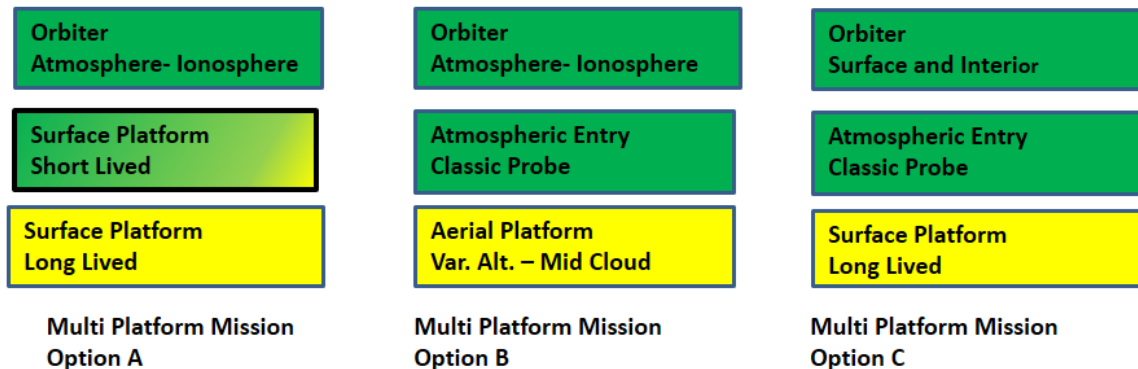 Orbiter
Atmosphere- Ionosphere
Surface Platform
Short Lived
Surface Platform
Long Lived
Multi Platform Mission
Option A
Orbiter
Atmosphere- Ionosphere
Atmospheric Entry
Classic Probe
Aerial Platform
Var. Alt. – Mid Cloud
Multi Platform Mission
Option B
Orbiter
Surface and Interior
Atmospheric Entry
Classic Probe
Surface Platform
Long Lived
Multi Platform Mission
Option C